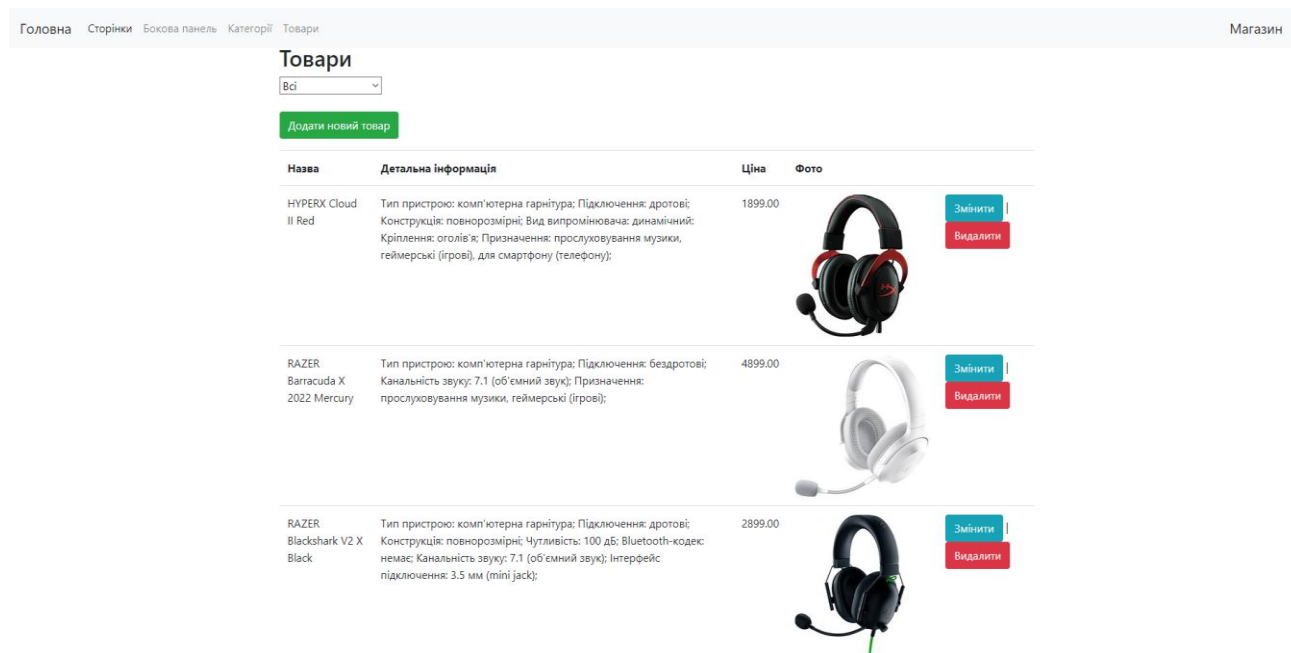 Головна Сторінки Бокова панель Категорії Товари Магазин
Товари
Всі
Додати новий товар
Назва Детальна інформація Ціна Фото
HYPERX Cloud II Red
Тип пристрою: комп'ютерна гарнітура; Підключення: дротові;
Конструкція: повнорозмірні; Вид випромінювача: динамічний:
Кріплення: оголів'я; Призначення: прослуховування музики,
геймерські (ігрові), для смартфону (телефону);
1899.00
Змінити |
Видалити
RAZER
Barracuda X
2022 Mercury
Тип пристрою: комп'ютерна гарнітура; Підключення: бездротові;
Канальність звуку: 7.1 (об'ємний звук); Призначення:
прослуховування музики, геймерські (ігрові);
4899.00
Змінити |
Видалити
RAZER
Blackshark V2 X
Black
Тип пристрою: комп'ютерна гарнітура; Підключення: дротові;
Конструкція: повнорозмірні; Чутливість: 100 дБ; Bluetooth-кодек:
немає; Канальність звуку: 7.1 (об'ємний звук); Інтерфейс
підключення: 3.5 мм (mini jack);
2899.00
Змінити |
Видалити